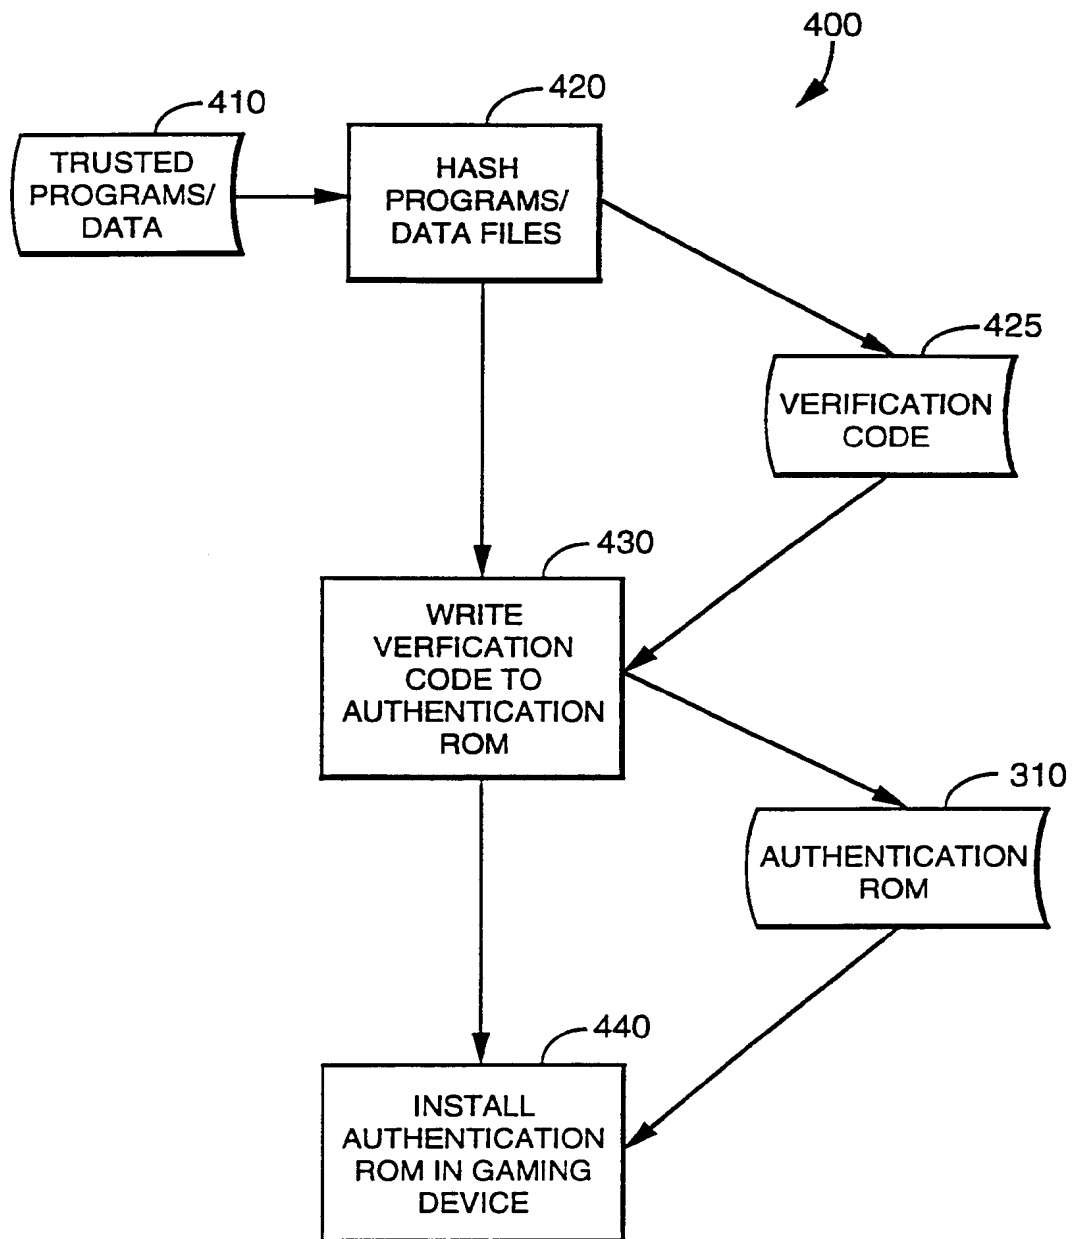 400
410
TRUSTED
PROGRAMS/
DATA
420
HASH
PROGRAMS/
DATA FILES
425
VERIFICATION
CODE
430
WRITE
VERFICATION
CODE TO
AUTHENTICATION
ROM
310
AUTHENTICATION
ROM
440
INSTALL
AUTHENTICATION
ROM IN GAMING
DEVICE